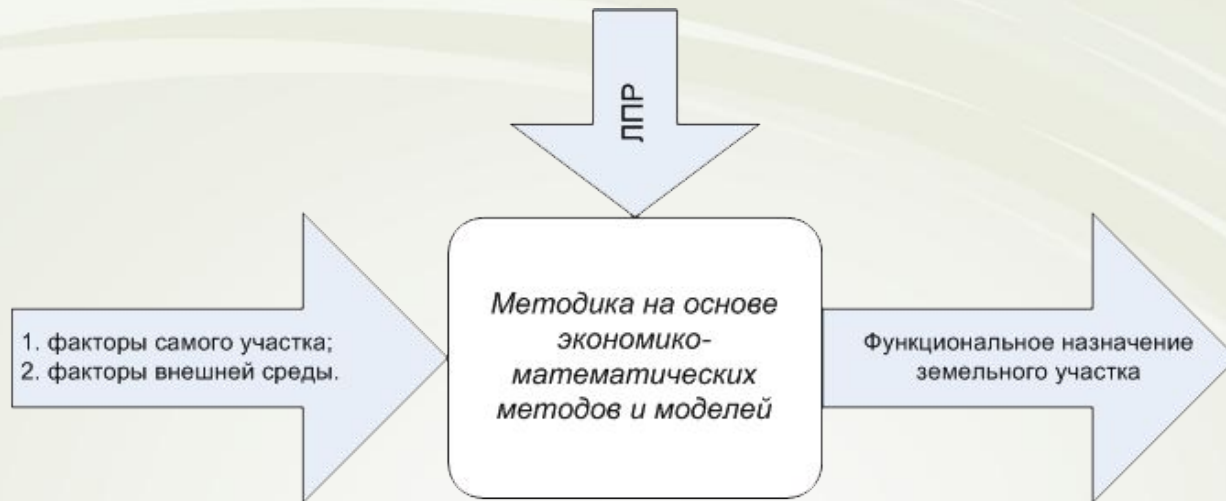 ЛПР
1. факторы самого участка;
2. факторы внешней среды.
Методика на основе
экономико-
математических
методов и моделей
Функциональное назначение
земельного участка